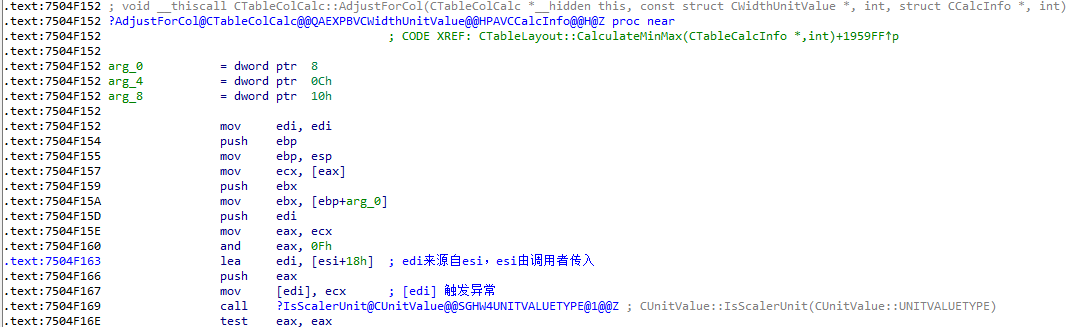 .text:7504F152 ; void __thiscall CTableColCalc::AdjustForCol(CTableColCalc *__hidden this, const struct CWidthUnitValue *, int, struct CCalcInfo *, int)
.text:7504F152 ?AdjustForCol@CTableColCalc@@QAEXPBVCWidthUnitValue@@HPAVCCalcInfo@@H@Z proc near
.text:7504F152 ; CODE XREF: CTableLayout::CalculateMinMax(CTableCalcInfo *,int)+1959FF↑p
.text:7504F152
.text:7504F152 arg_0 = dword ptr 8
.text:7504F152 arg_4 = dword ptr 0Ch
.text:7504F152 arg_8 = dword ptr 10h
.text:7504F152
.text:7504F152 mov edi, edi
.text:7504F154 push ebp
.text:7504F155 mov ebp, esp
.text:7504F157 mov ecx, [eax]
.text:7504F159 push ebx
.text:7504F15A mov ebx, [ebp+arg_0]
.text:7504F15D push edi
.text:7504F15E mov eax, ecx
.text:7504F160 and eax, 0Fh
.text:7504F163 lea edi, [esi+18h] ; edi来源自esi，esi由调用者传入
.text:7504F166 push eax
.text:7504F167 mov [edi], ecx ; [edi] 触发异常
.text:7504F169 call ?IsScalerUnit@CUnitValue@@SGHW4UNITVALUETYPE@1@@Z ; CUnitValue::IsScalerUnit(CUnitValue::UNITVALUETYPE)
.text:7504F16E test eax, eax